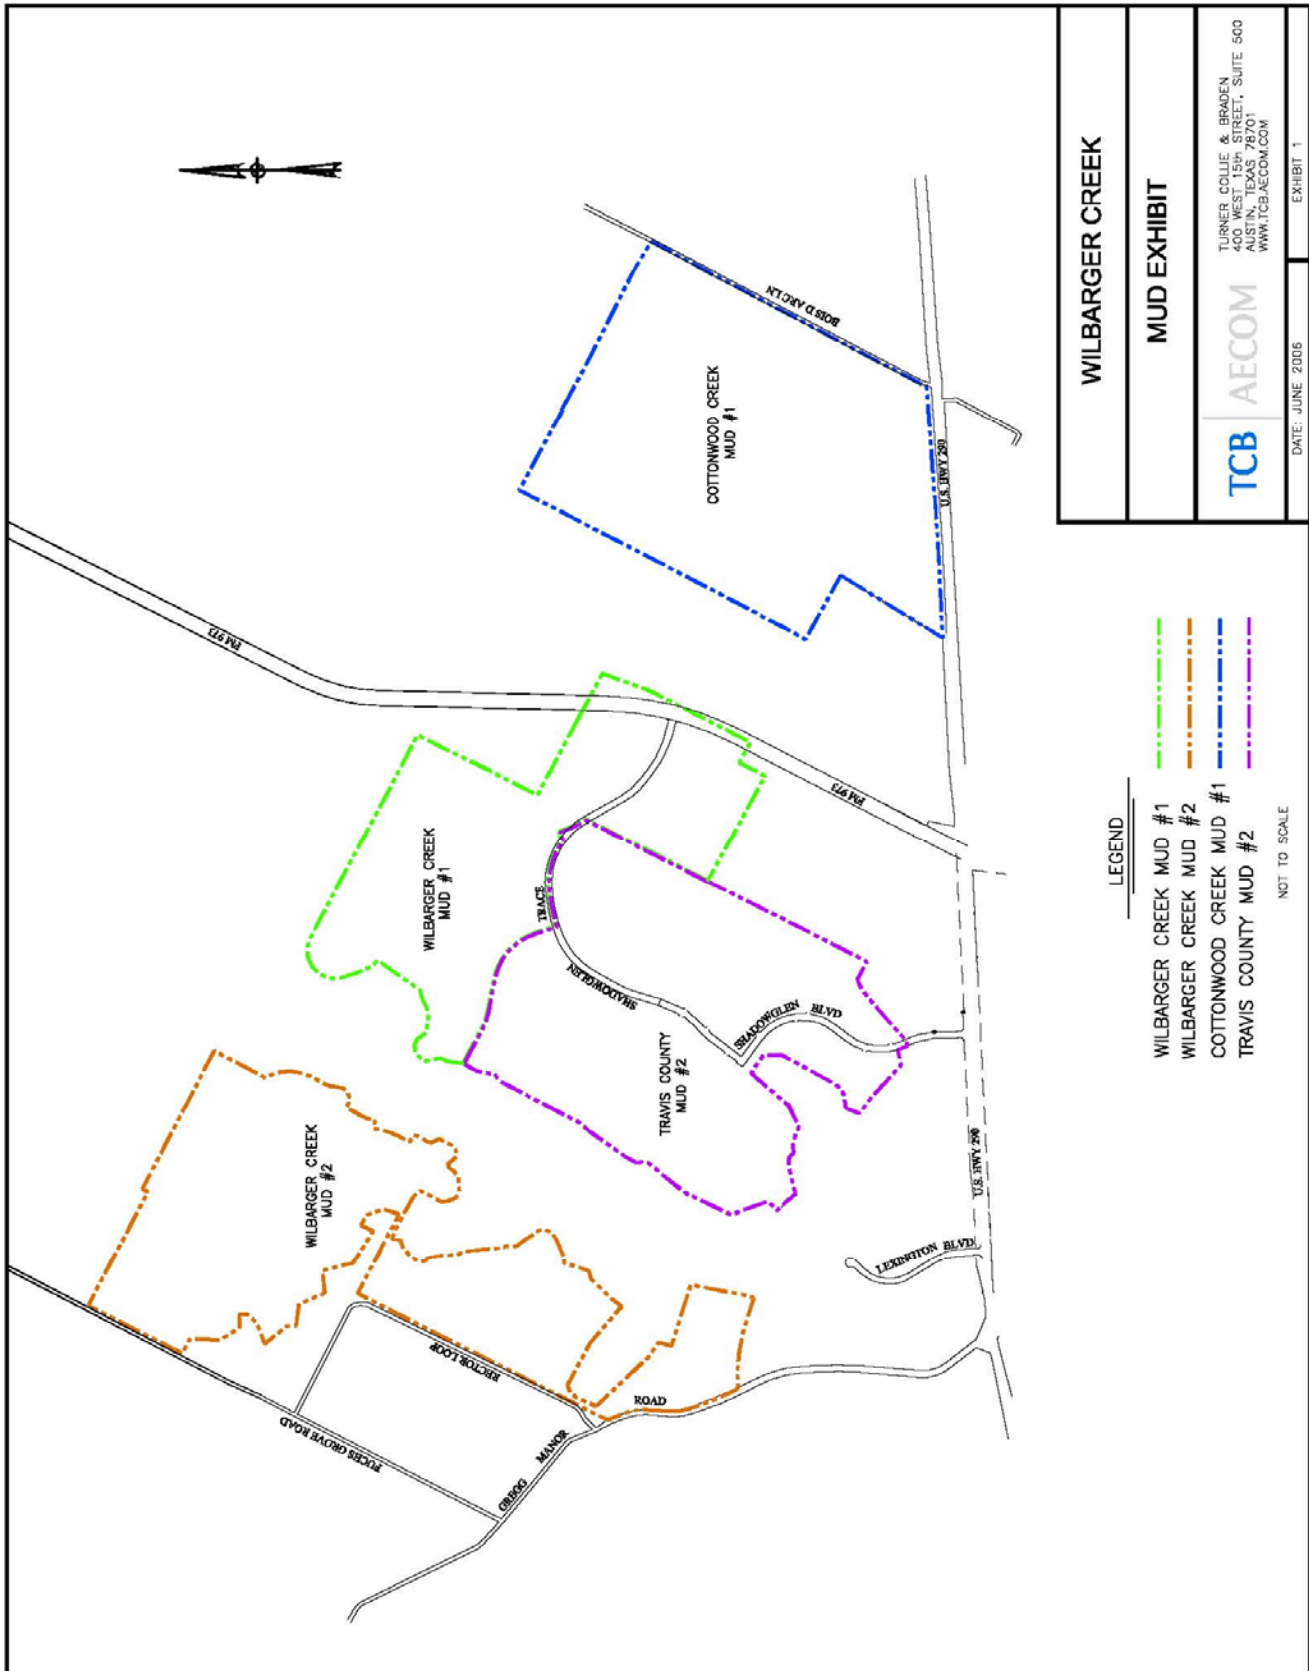 FM 973
BOIS D ARC LN
COTTONWOOD CREEK
MUD #1
U.S. HWY 290
WILBARGER CREEK
MUD #1
TRACE
SHADOWGLEN
FM 973
SHADOWGLEN BLVD
TRAVIS COUNTY
MUD #2
WILBARGER CREEK
MUD #2
U.S. HWY 290
LEXINGTON BLVD
RECTOR LOOP
FUCHS GROVE ROAD
GREGG MANOR ROAD
LEGEND
WILBARGER CREEK MUD #1
WILBARGER CREEK MUD #2
COTTONWOOD CREEK MUD #1
TRAVIS COUNTY MUD #2
NOT TO SCALE
WILBARGER CREEK
MUD EXHIBIT
TCB AECOM
TURNER COLLIE & BRADEN
400 WEST 15th STREET, SUITE 500
AUSTIN, TEXAS 78701
WWW.TCB.AECOM.COM
DATE: JUNE 2006
EXHIBIT 1